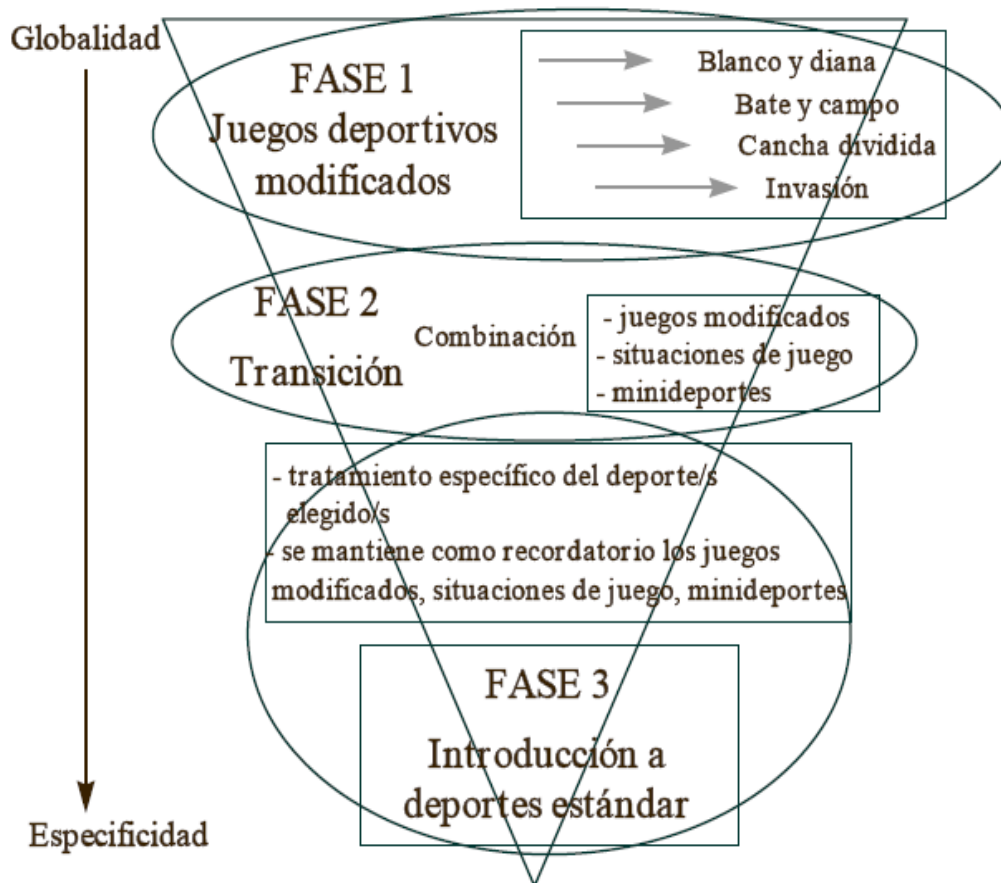 Globalidad
FASE 1
Juegos deportivos
modificados
Blanco y diana
Bate y campo
Cancha dividida
Invasión
FASE 2
Transición
Combinación
- juegos modificados
- situaciones de juego
- minideportes
- tratamiento específico del deporte/s
elegido/s
- se mantiene como recordatorio los juegos
modificados, situaciones de juego, minideportes
FASE 3
Introducción a
deportes estándar
Especificidad